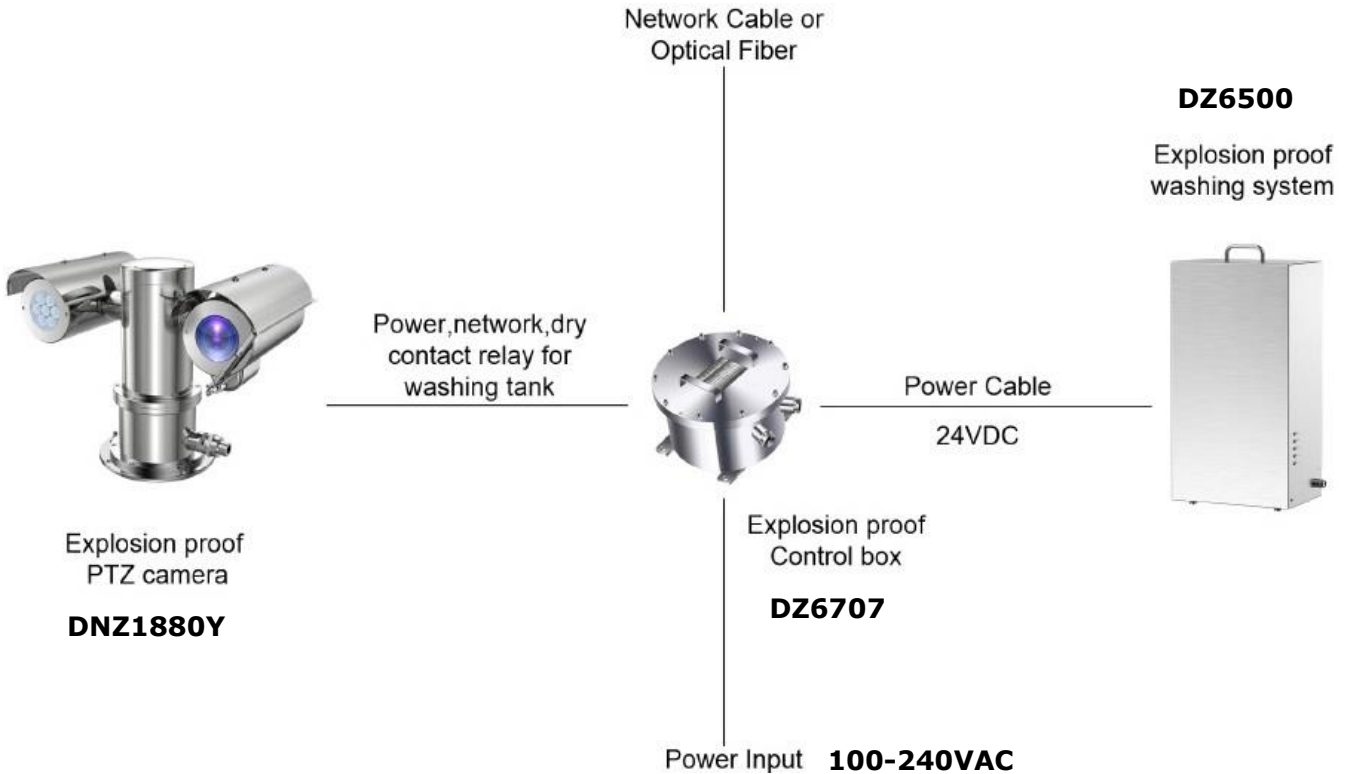 Network Cable or
Optical Fiber
DZ6500
Explosion proof
washing system
Power,network,dry
contact relay for
washing tank
Power Cable
24VDC
Explosion proof
PTZ camera
DNZ1880Y
Explosion proof
Control box
DZ6707
Power Input 100-240VAC